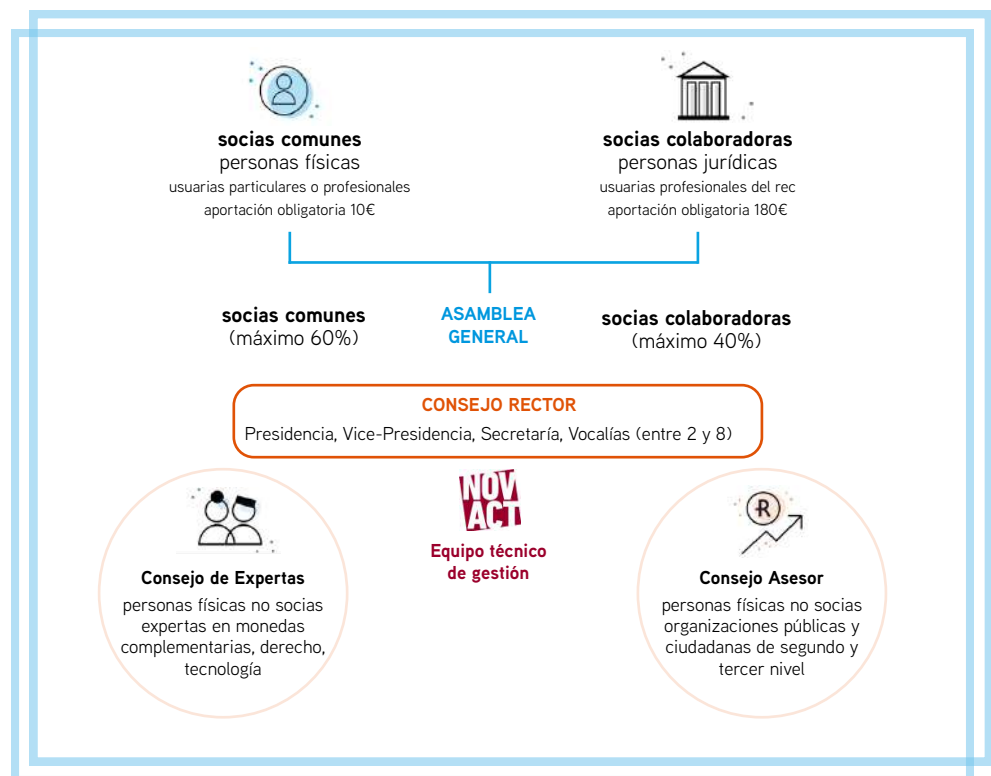 socias comunes
personas físicas
usuarias particulares o profesionales
aportación obligatoria 10€
socias colaboradoras
personas jurídicas
usuarias profesionales del rec
aportación obligatoria 180€
socias comunes
(máximo 60%)
ASAMBLEA
GENERAL
socias colaboradoras
(máximo 40%)
CONSEJO RECTOR
Presidencia, Vice-Presidencia, Secretaría, Vocalías (entre 2 y 8)
NOV
ACT
Equipo técnico
de gestión
Consejo de Expertas
personas físicas no socias
expertas en monedas
complementarias, derecho,
tecnología
R
Consejo Asesor
personas físicas no socias
organizaciones públicas y
ciudadanas de segundo y
tercer nivel